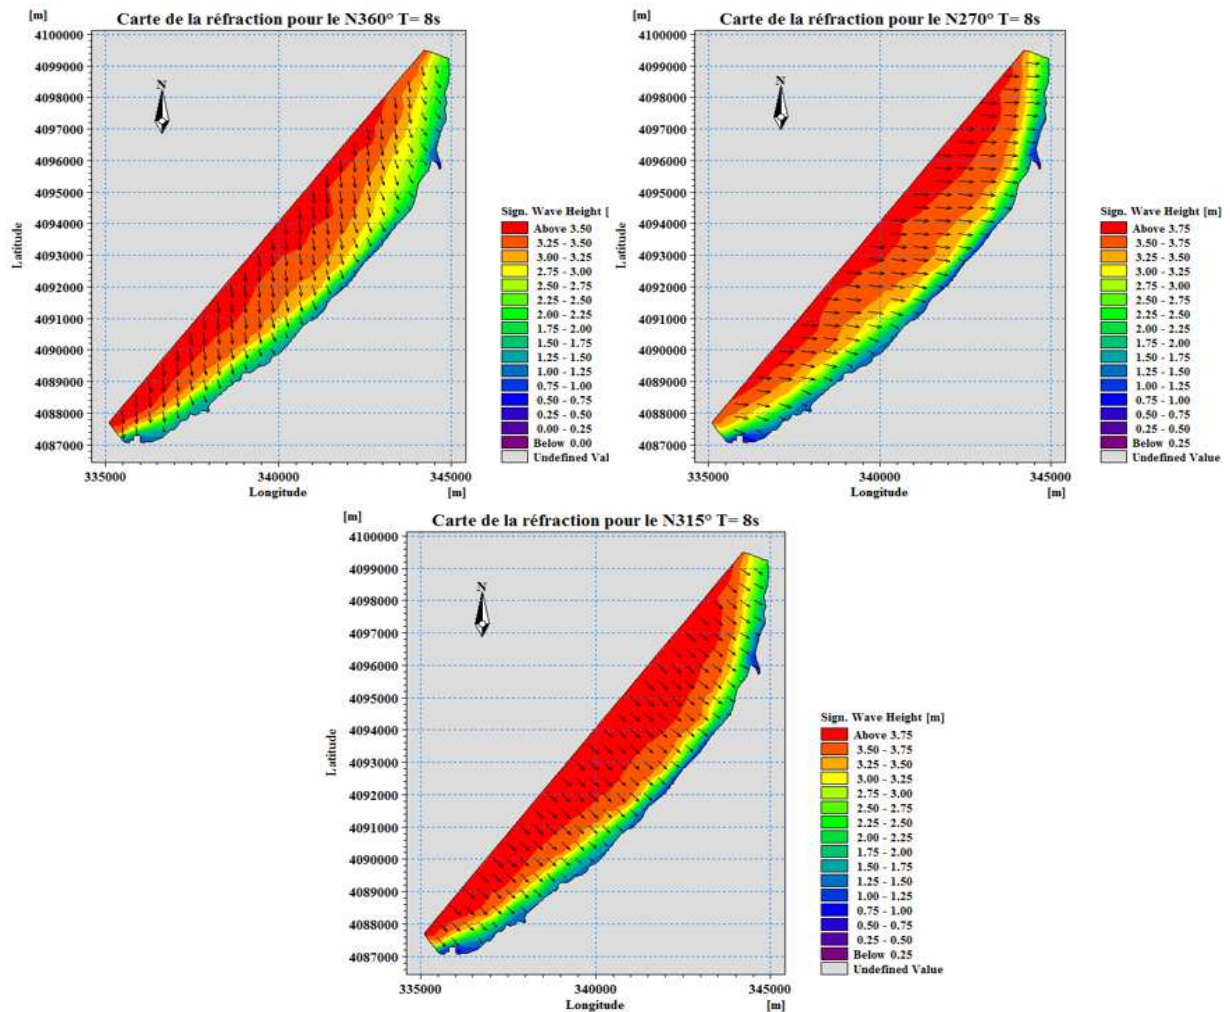 [m]
Carte de la réfraction pour le N360° T= 8s
4100000
4099000
4098000
4097000
4096000
4095000
4094000
4093000
4092000
4091000
4090000
4089000
4088000
4087000
Latitude
N
335000
340000
345000
Longitude
[m]
Sign. Wave Height [
Above 3.50
3.25 - 3.50
3.00 - 3.25
2.75 - 3.00
2.50 - 2.75
2.25 - 2.50
2.00 - 2.25
1.75 - 2.00
1.50 - 1.75
1.25 - 1.50
1.00 - 1.25
0.75 - 1.00
0.50 - 0.75
0.25 - 0.50
0.00 - 0.25
Below 0.00
Undefined Val
[m]
Carte de la réfraction pour le N270° T= 8s
4100000
4099000
4098000
4097000
4096000
4095000
4094000
4093000
4092000
4091000
4090000
4089000
4088000
4087000
Latitude
N
335000
340000
345000
Longitude
[m]
Sign. Wave Height [m]
Above 3.75
3.50 - 3.75
3.25 - 3.50
3.00 - 3.25
2.75 - 3.00
2.50 - 2.75
2.25 - 2.50
2.00 - 2.25
1.75 - 2.00
1.50 - 1.75
1.25 - 1.50
1.00 - 1.25
0.75 - 1.00
0.50 - 0.75
0.25 - 0.50
Below 0.25
Undefined Value
[m]
Carte de la réfraction pour le N315° T= 8s
4100000
4099000
4098000
4097000
4096000
4095000
4094000
4093000
4092000
4091000
4090000
4089000
4088000
4087000
Latitude
N
335000
340000
345000
Longitude
[m]
Sign. Wave Height [m]
Above 3.75
3.50 - 3.75
3.25 - 3.50
3.00 - 3.25
2.75 - 3.00
2.50 - 2.75
2.25 - 2.50
2.00 - 2.25
1.75 - 2.00
1.50 - 1.75
1.25 - 1.50
1.00 - 1.25
0.75 - 1.00
0.50 - 0.75
0.25 - 0.50
Below 0.25
Undefined Value